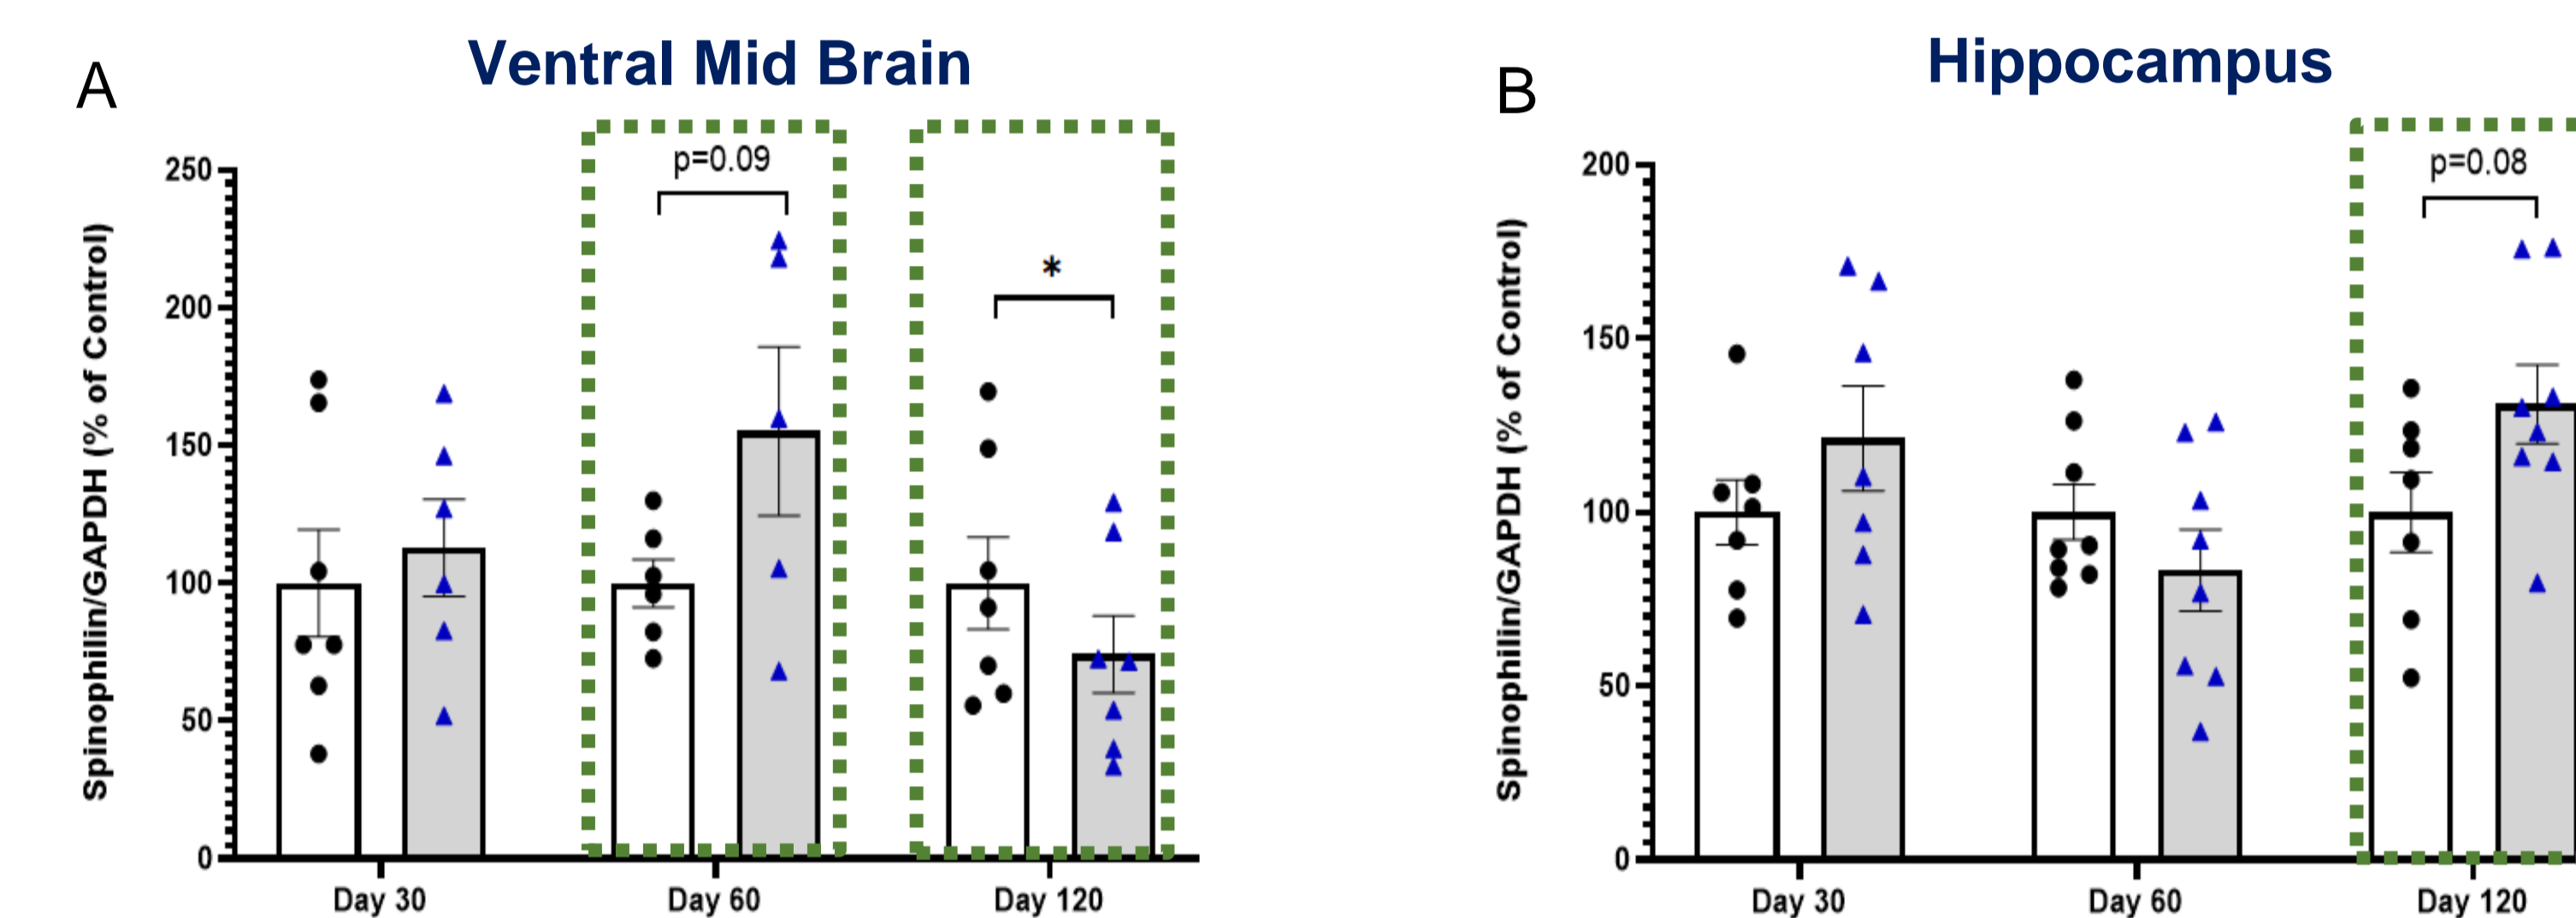 A
Ventral Mid Brain
Spinophilin/GAPDH (% of Control)
250
200
150
100
50
0
p=0.09
*
Day 30
Day 60
Day 120
B
Hippocampus
Spinophilin/GAPDH (% of Control)
200
150
100
50
0
p=0.08
Day 30
Day 60
Day 120